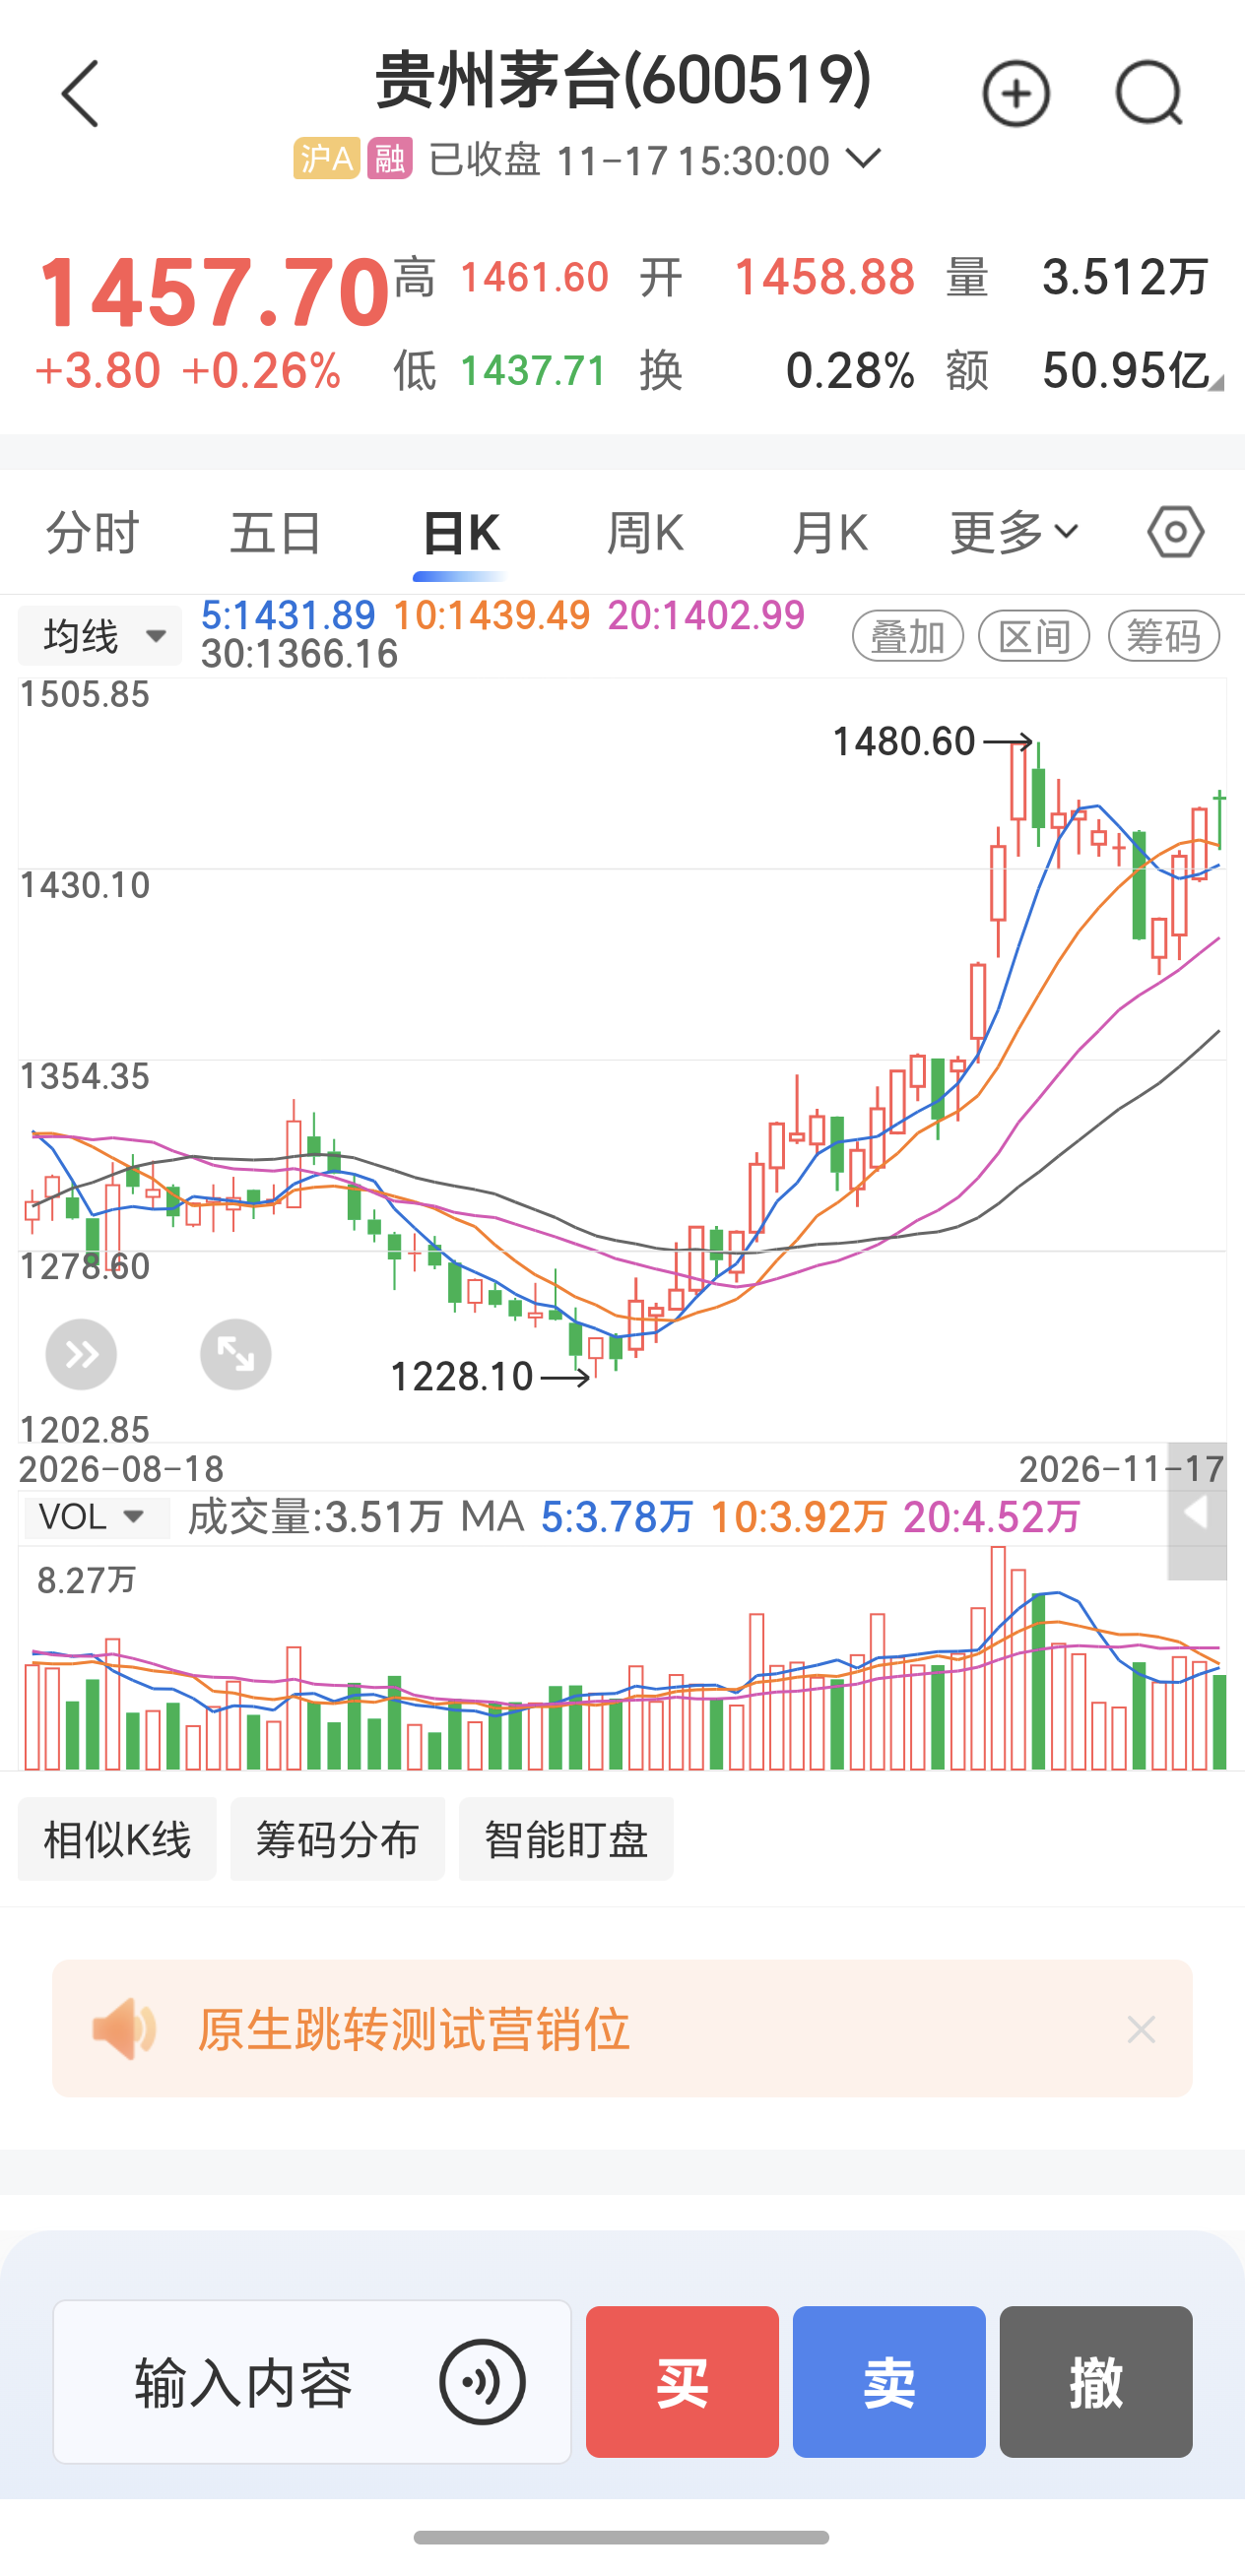 贵州茅台(600519)
沪A 融 已收盘 11-17 15:30:00
1457.70 高 1461.60 开 1458.88 量 3.512万
+3.80 +0.26% 低 1437.71 换 0.28% 额 50.95亿
分时 五日 日K 周K 月K 更多
均线 5:1431.89 10:1439.49 20:1402.99
30:1366.16
叠加 区间 筹码
1505.85
1480.60
1430.10
1354.35
1278.60
1228.10
1202.85
2026-08-18 2026-11-17
VOL 成交量:3.51万 MA 5:3.78万 10:3.92万 20:4.52万
8.27万
相似K线 筹码分布 智能盯盘
原生跳转测试营销位
输入内容 买 卖 撤